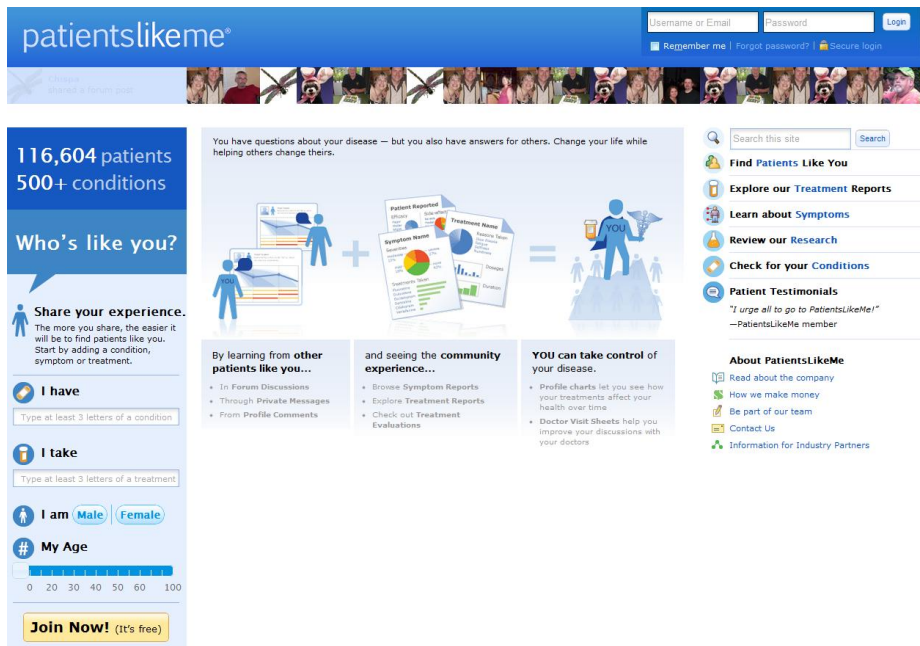 patientslikeme®
Username or Email
Password
Login
Remember me | Forgot password? | Secure login
shared a forum post
116,604 patients
500+ conditions
Who's like you?
Share your experience.
The more you share, the easier it
will be to find patients like you.
Start by adding a condition,
symptom or treatment.
I have
Type at least 3 letters of a condition
I take
Type at least 3 letters of a treatment
I am Male Female
My Age
0 20 30 40 50 60 100
Join Now! (It's free)
You have questions about your disease — but you also have answers for others. Change your life while
helping others change theirs.
YOU
Patient Reported
Efficacy
Treatment Name
Symptom Name
Severities
Treatments Taken
Reasons Taken
Dosages
Duration
YOU
By learning from other
patients like you...
• In Forum Discussions
• Through Private Messages
• From Profile Comments
and seeing the community
experience...
• Browse Symptom Reports
• Explore Treatment Reports
• Check out Treatment
Evaluations
YOU can take control of
your disease.
• Profile charts let you see how
your treatments affect your
health over time
• Doctor Visit Sheets help you
improve your discussions with
your doctors
Search this site
Search
Find Patients Like You
Explore our Treatment Reports
Learn about Symptoms
Review our Research
Check for your Conditions
Patient Testimonials
"I urge all to go to PatientsLikeMe!"
—PatientsLikeMe member
About PatientsLikeMe
Read about the company
How we make money
Be part of our team
Contact Us
Information for Industry Partners